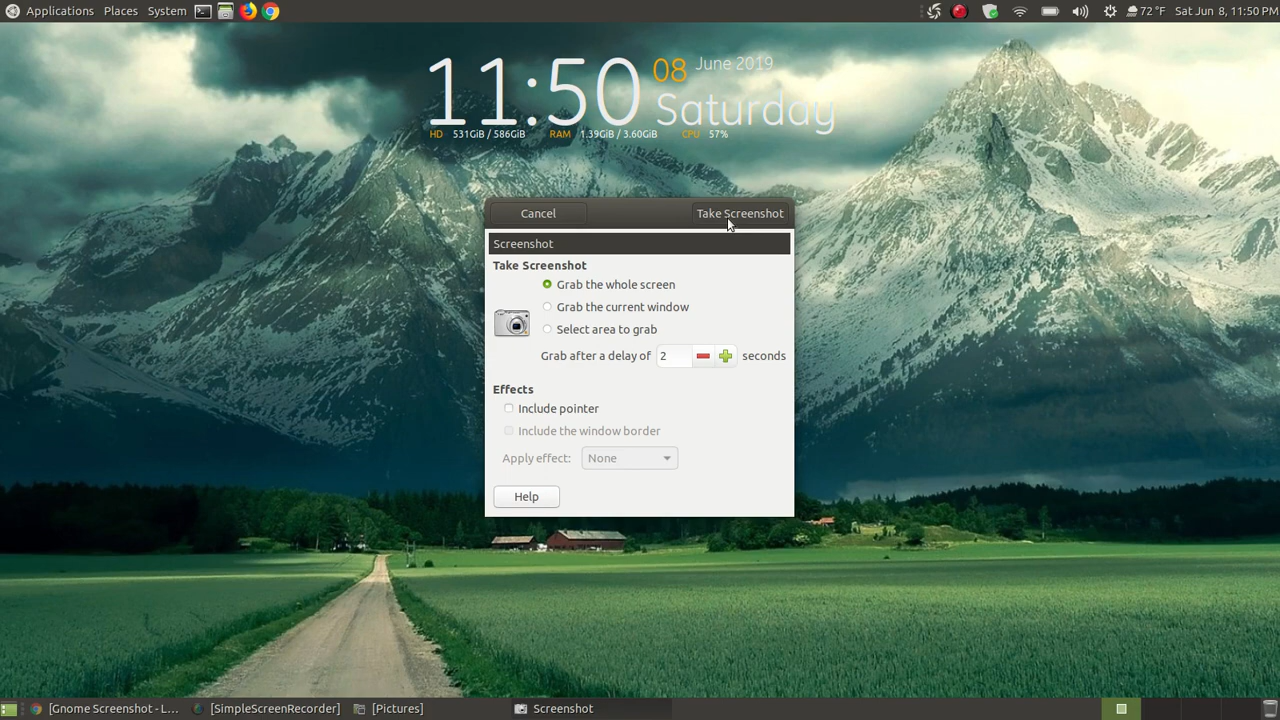 Applications Places System 72 °F Sat Jun 8, 11:50 PM
11:50 08 June 2019
Saturday
HD 531GiB / 586GiB RAM 1.39GiB / 3.60GiB CPU 57%
Cancel Take Screenshot
Screenshot
Take Screenshot
Grab the whole screen
Grab the current window
Select area to grab
Grab after a delay of 2 seconds
Effects
Include pointer
Include the window border
Apply effect: None
Help
[Gnome Screenshot - L... [SimpleScreenRecorder] [Pictures] Screenshot